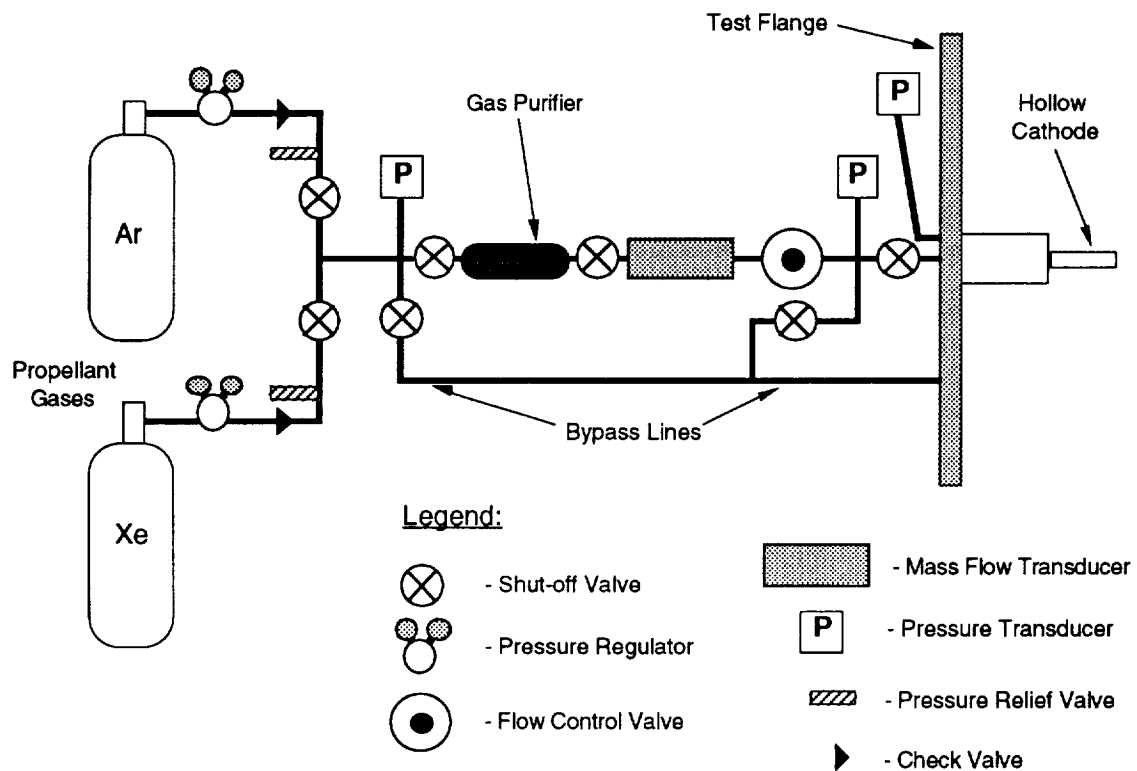 Test Flange
P
Gas Purifier
Hollow
Cathode
P
P
Ar
Propellant
Gases
Bypass Lines
Xe
Legend:
- Shut-off Valve
- Pressure Regulator
- Flow Control Valve
- Mass Flow Transducer
P
- Pressure Transducer
- Pressure Relief Valve
- Check Valve